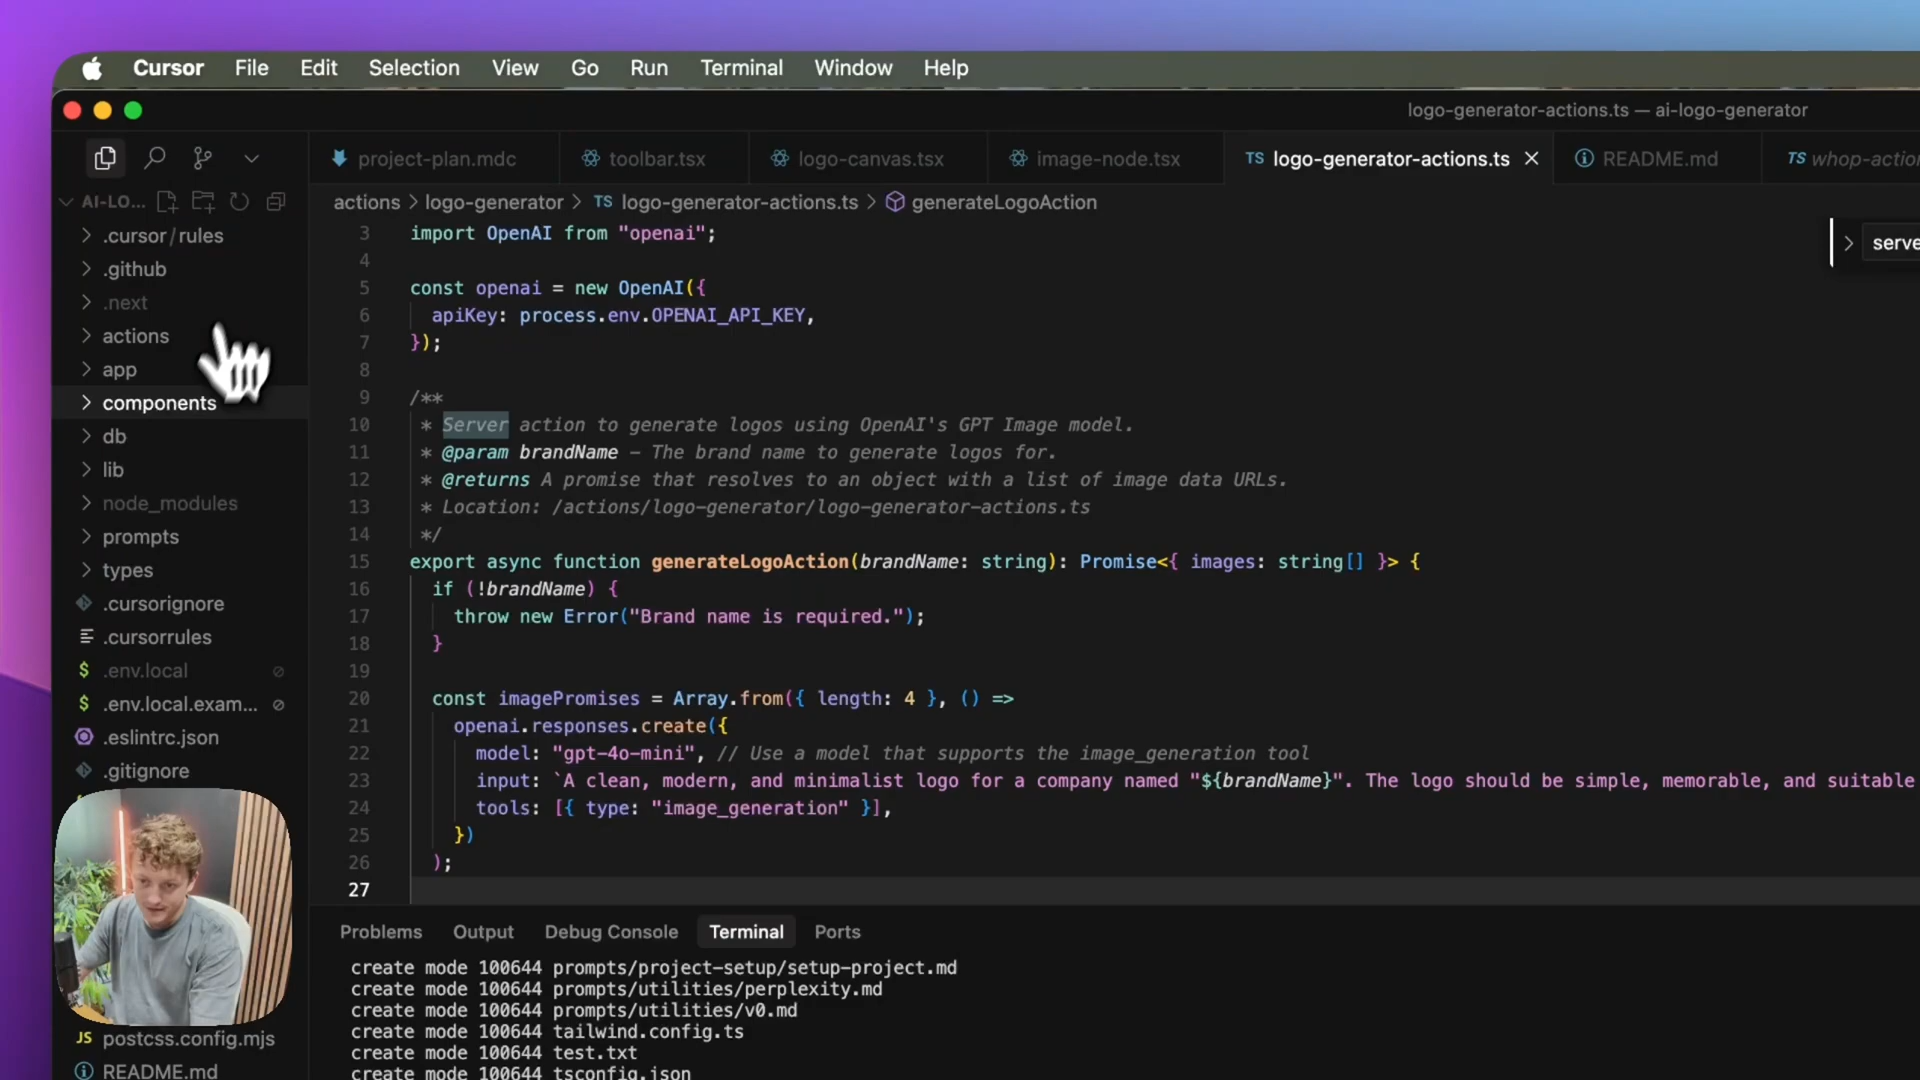 Cursor File Edit Selection View Go Run Terminal Window Help
logo-generator-actions.ts — ai-logo-generator
project-plan.mdc
toolbar.tsx
logo-canvas.tsx
image-node.tsx
TS logo-generator-actions.ts
README.md
TS whop-action
AI-LO...
actions > logo-generator > TS logo-generator-actions.ts > generateLogoAction
serve
.cursor/rules
.github
.next
actions
app
components
db
lib
node_modules
prompts
types
.cursorignore
.cursorrules
$ .env.local
$ .env.local.exam...
.eslintrc.json
.gitignore
JS postcss.config.mjs
README.md
3 import OpenAI from "openai";
4
5 const openai = new OpenAI({
6 apiKey: process.env.OPENAI_API_KEY,
7 });
8
9 /**
10 * Server action to generate logos using OpenAI's GPT Image model.
11 * @param brandName – The brand name to generate logos for.
12 * @returns A promise that resolves to an object with a list of image data URLs.
13 * Location: /actions/logo-generator/logo-generator-actions.ts
14 */
15 export async function generateLogoAction(brandName: string): Promise<{ images: string[] }> {
16 if (!brandName) {
17 throw new Error("Brand name is required.");
18 }
19
20 const imagePromises = Array.from({ length: 4 }, () =>
21 openai.responses.create({
22 model: "gpt-4o-mini", // Use a model that supports the image_generation tool
23 input: `A clean, modern, and minimalist logo for a company named "${brandName}". The logo should be simple, memorable, and suitable
24 tools: [{ type: "image_generation" }],
25 })
26 );
27
Problems Output Debug Console Terminal Ports
create mode 100644 prompts/project-setup/setup-project.md
create mode 100644 prompts/utilities/perplexity.md
create mode 100644 prompts/utilities/v0.md
create mode 100644 tailwind.config.ts
create mode 100644 test.txt
create mode 100644 tsconfig.json